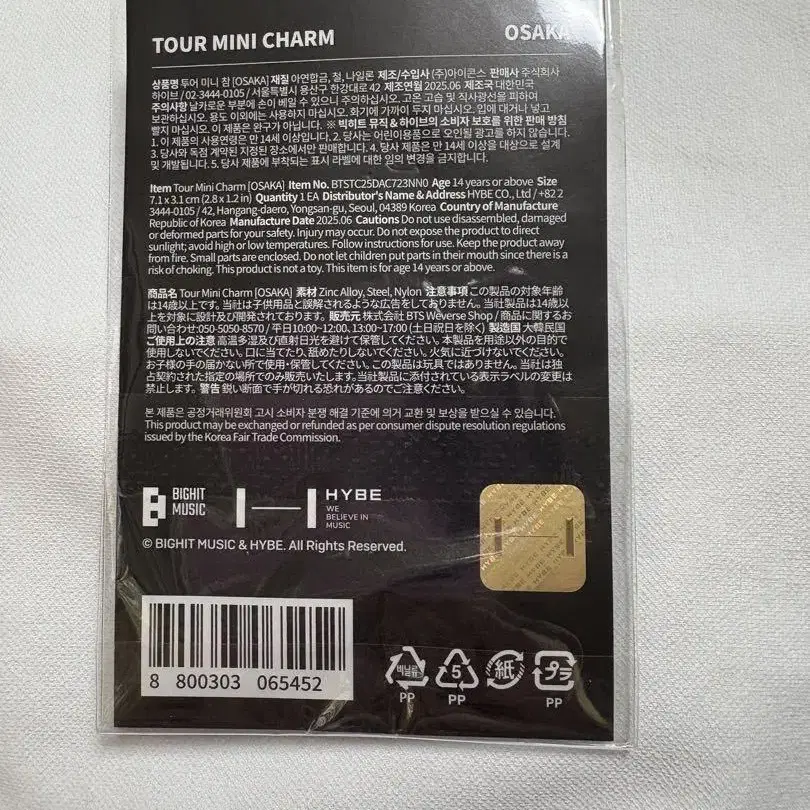 TOUR MINI CHARM
OSAKA
상품명 투어 미니 참 [OSAKA] 재질 아연합금, 철, 나일론 제조/수입사 (주)아이콘스 판매사 주식회사
하이브 / 02-3444-0105 / 서울특별시 용산구 한강대로 42 제조연월 2025.06 제조국 대한민국
주의사항 날카로운 부분에 손이 베일 수 있으니 주의하십시오. 고온 고습 및 직사광선을 피하여
보관하십시오. 용도 이외에는 사용하지 마십시오. 화기에 가까이 두지 마십시오. 입에 대거나 넣고
빨지 마십시오. 이 제품은 완구가 아닙니다. ※ 빅히트 뮤직 & 하이브의 소비자 보호를 위한 판매 방침
1. 이 제품의 사용연령은 만 14세 이상입니다. 2. 당사는 어린이용품으로 오인될 광고를 하지 않습니다.
3. 당사와 독점 계약된 지정된 장소에서만 판매합니다. 4. 당사 제품은 만 14세 이상을 대상으로 설계
및 개발됩니다. 5. 당사 제품에 부착되는 표시 라벨에 대한 임의 변경을 금지합니다.
Item Tour Mini Charm [OSAKA] Item No. BTSTC25DAC723NN0 Age 14 years or above Size
7.1 x 3.1 cm (2.8 x 1.2 in) Quantity 1 EA Distributor's Name & Address HYBE CO., Ltd / +82 2
3444-0105 / 42, Hangang-daero, Yongsan-gu, Seoul, 04389 Korea Country of Manufacture
Republic of Korea Manufacture Date 2025.06 Cautions Do not use disassembled, damaged
or deformed parts for your safety. Injury may occur. Do not expose the product to direct
sunlight; avoid high or low temperatures. Follow instructions for use. Keep the product away
from fire. Small parts are enclosed. Do not let children put parts in their mouth since there is a
risk of choking. This product is not a toy. This item is for age 14 years or above.
商品名 Tour Mini Charm [OSAKA] 素材 Zinc Alloy, Steel, Nylon 注意事項 この製品の対象年齢
は14歳以上です。当社は子供用品と誤解されるような広告をしておりません。当社製品は14歳以
上を対象に設計及び開発されております。販売元 株式会社 BTS Weverse Shop / 商品に関するお
問い合わせ:050-5050-8570 / 平日10:00~12:00, 13:00~17:00 (土日祝日を除く) 製造国 大韓民国
ご使用上の注意 高温多湿及び直射日光を避けて保管してください。本製品を用途以外の目的で
使用しないでください。口に当てたり、舐めたりしないでください。火気に近づけないでください。
お子様の手の届かない所で使用・保管してください。この製品は玩具ではありません。当社は独
占契約された指定の場所でのみ販売いたします。当社製品に添付されている表示ラベルの変更は
禁止します。警告 鋭い断面で手が切れる恐れがあるのでご注意ください。
본 제품은 공정거래위원회 고시 소비자 분쟁 해결 기준에 의거 교환 및 보상을 받으실 수 있습니다.
This product may be exchanged or refunded as per consumer dispute resolution regulations
issued by the Korea Fair Trade Commission.
BIGHIT
MUSIC
HYBE
WE
BELIEVE IN
MUSIC
© BIGHIT MUSIC & HYBE. All Rights Reserved.
HYBE
8 800303 065452
비닐류
PP
5
PP
紙
プラ
PP